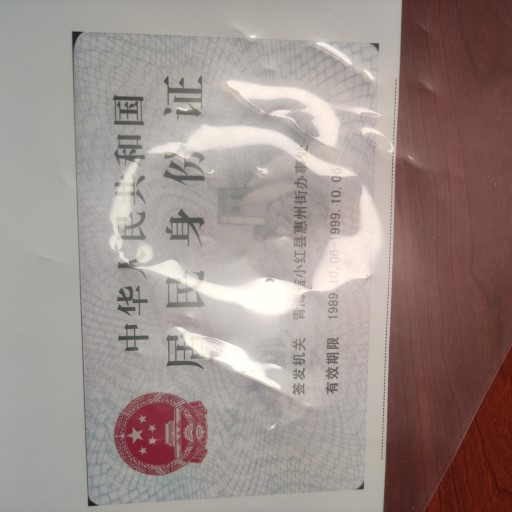 中华人民共和国
居民身份证
签发机关 青海省小红县惠州街办事处
有效期限 1989.10.06-1999.10.06